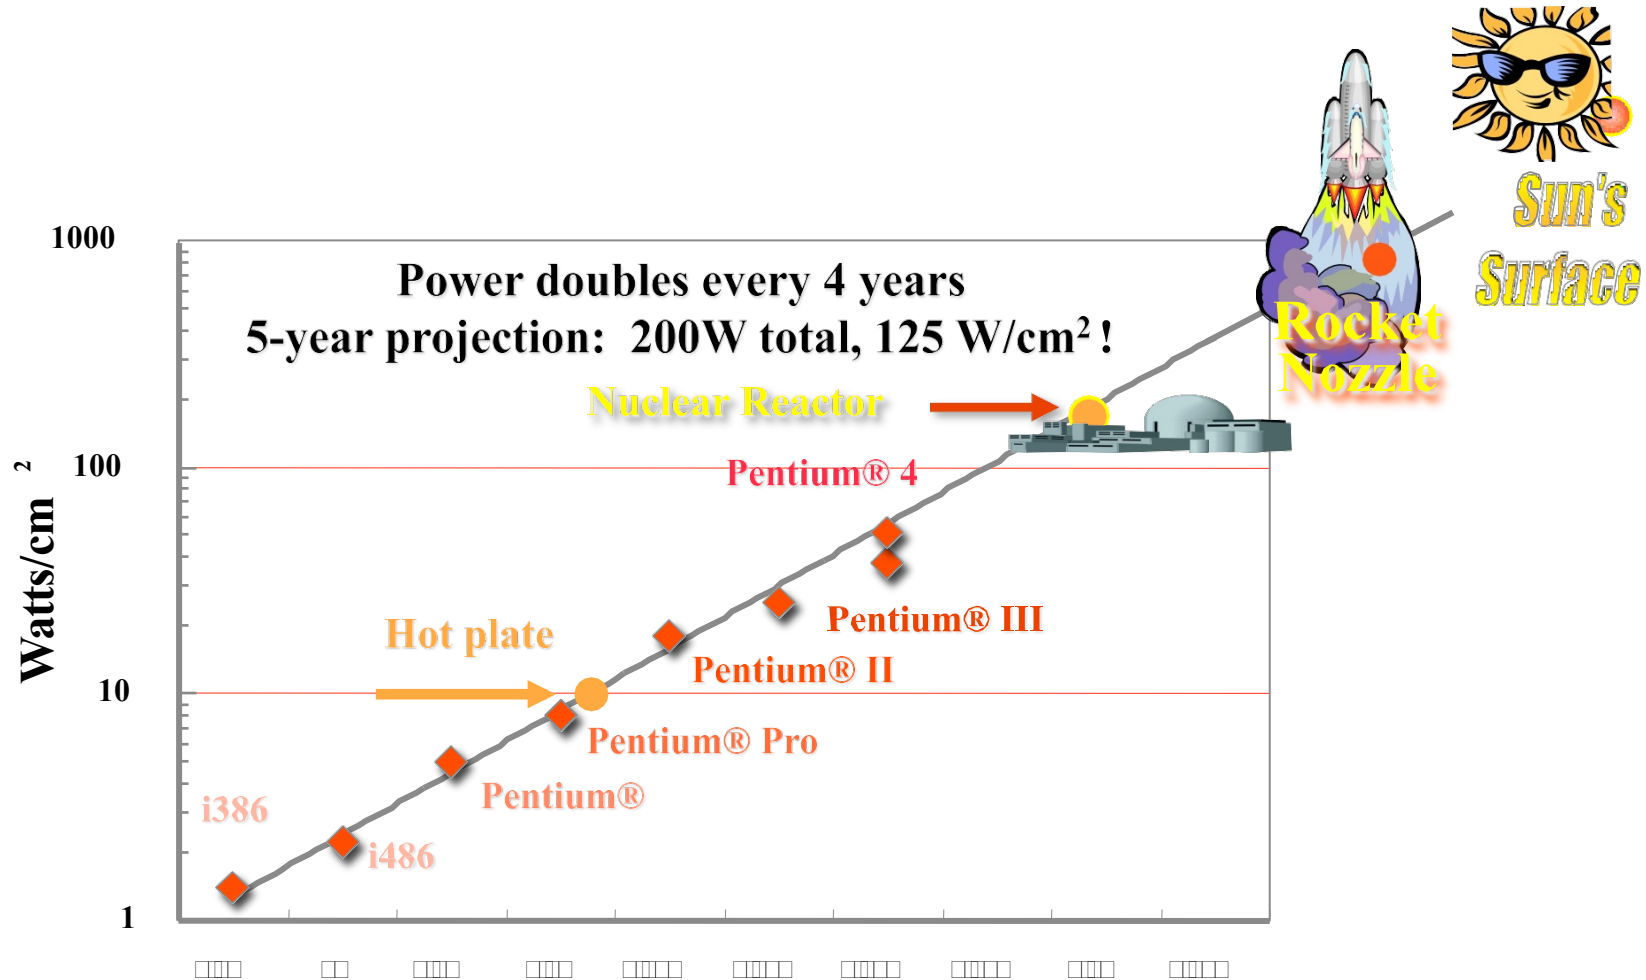 Sun's
Surface
1000
Power doubles every 4 years
5-year projection: 200W total, 125 W/cm² !
Rocket
Nozzle
Nuclear Reactor
Watts/cm ²
100
Pentium® 4
Pentium® III
Hot plate
Pentium® II
10
Pentium® Pro
Pentium®
i386
i486
1